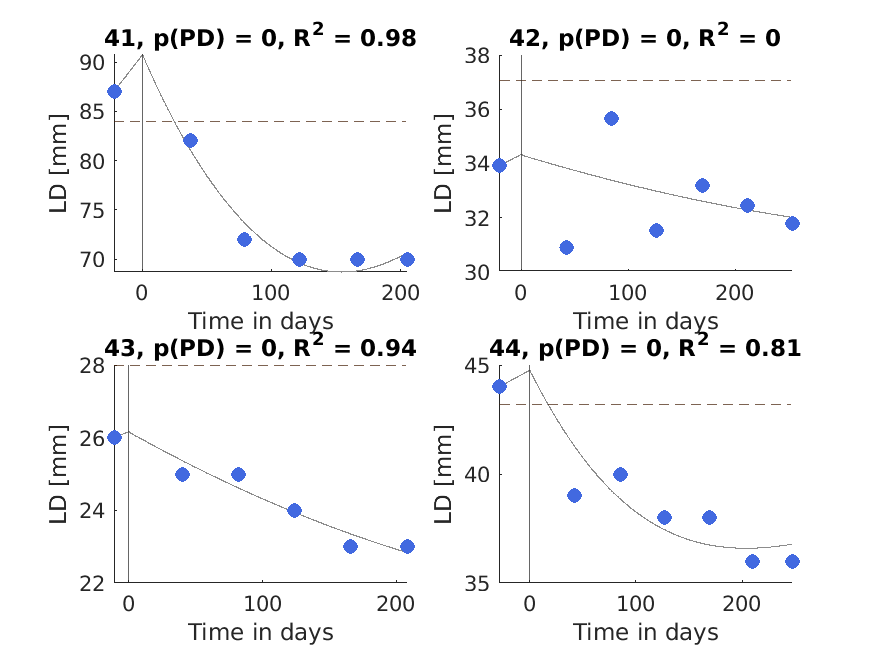 41, p(PD) = 0, R² = 0.98
90
85
80
75
70
LD [mm]
0 100 200
Time in days
42, p(PD) = 0, R² = 0
38
36
34
32
30
LD [mm]
0 100 200
Time in days
43, p(PD) = 0, R² = 0.94
28
26
24
22
LD [mm]
0 100 200
Time in days
44, p(PD) = 0, R² = 0.81
45
40
35
LD [mm]
0 100 200
Time in days